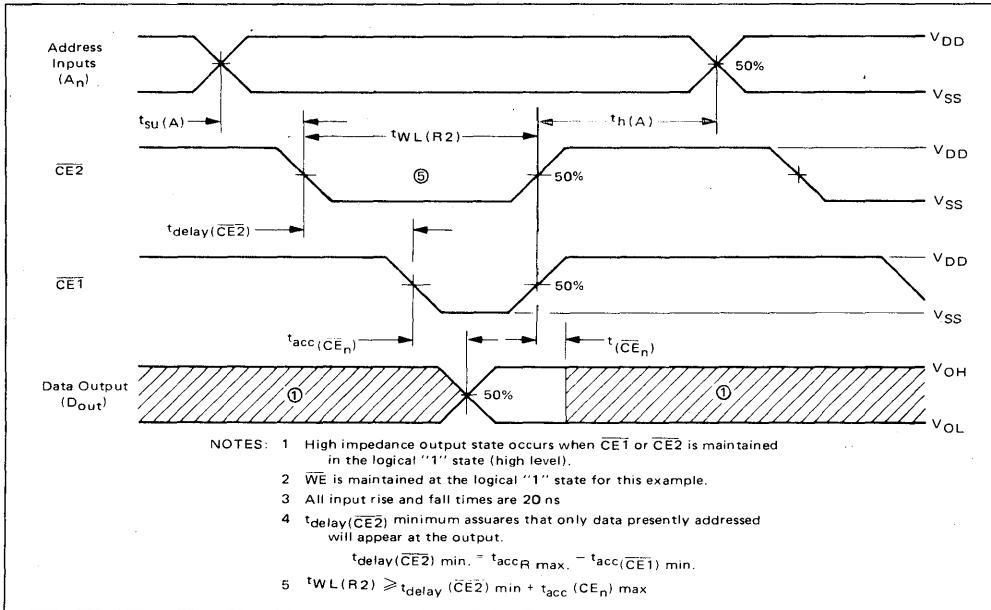 Address
Inputs
(An)
VDD
50%
VSS
tsu(A)
tWL(R2)
th(A)
CE2
⑤
50%
VDD
VSS
tdelay(CE2)
CE1
VDD
50%
VSS
tacc(CEn)
t(CEn)
Data Output
(Dout)
①
50%
①
VOH
VOL
NOTES: 1 High impedance output state occurs when CE1 or CE2 is maintained
in the logical "1" state (high level).
2 WE is maintained at the logical "1" state for this example.
3 All input rise and fall times are 20 ns
4 tdelay(CE2) minimum assuares that only data presently addressed
will appear at the output.
tdelay(CE2) min. = taccR max. - tacc(CE1) min.
5 tWL(R2) ⩾ tdelay (CE2) min + tacc (CEn) max